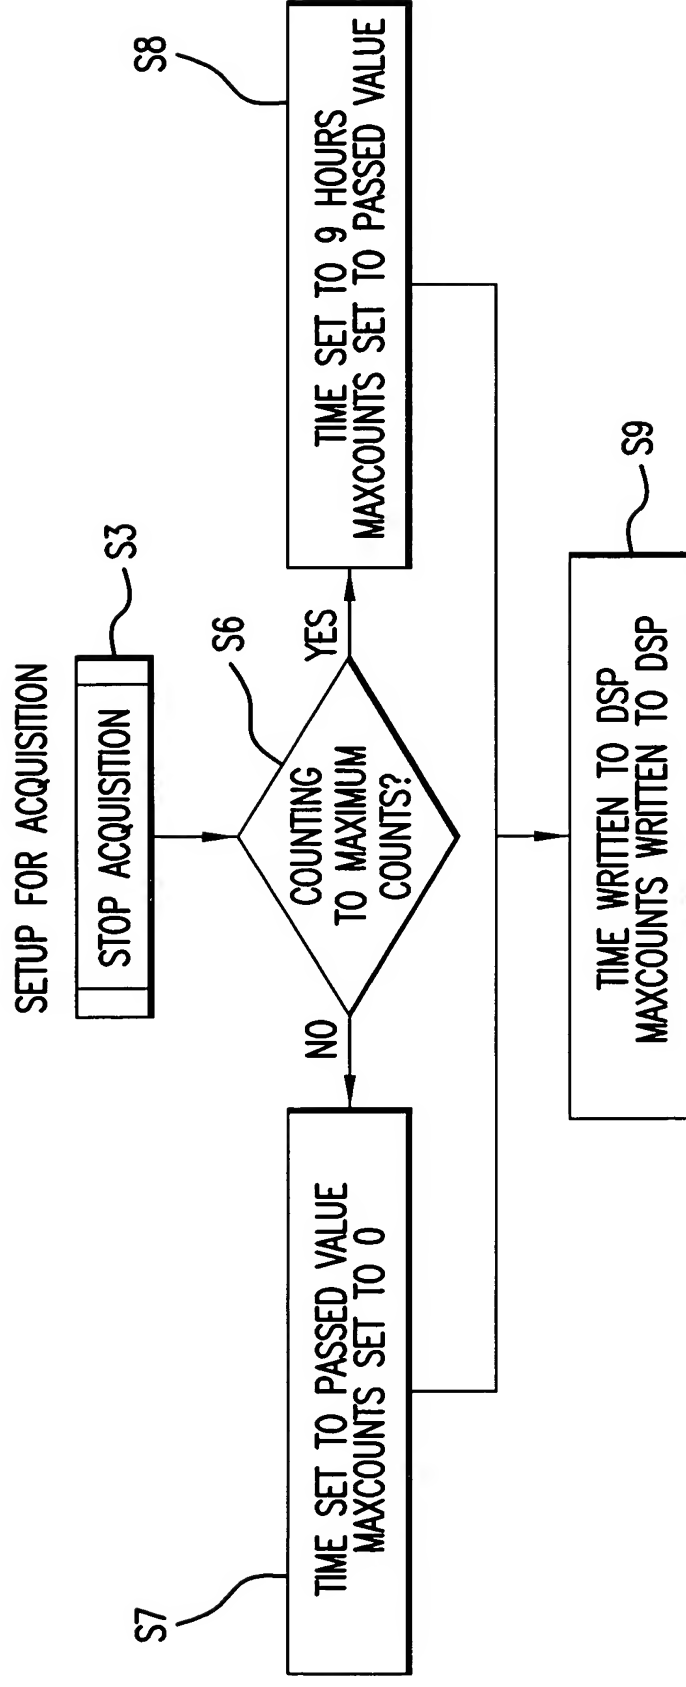 SETUP FOR ACQUISITION
STOP ACQUISITION
S3
COUNTING
TO MAXIMUM
COUNTS?
S6
NO
YES
S7
TIME SET TO PASSED VALUE
MAXCOUNTS SET TO 0
S8
TIME SET TO 9 HOURS
MAXCOUNTS SET TO PASSED VALUE
S9
TIME WRITTEN TO DSP
MAXCOUNTS WRITTEN TO DSP